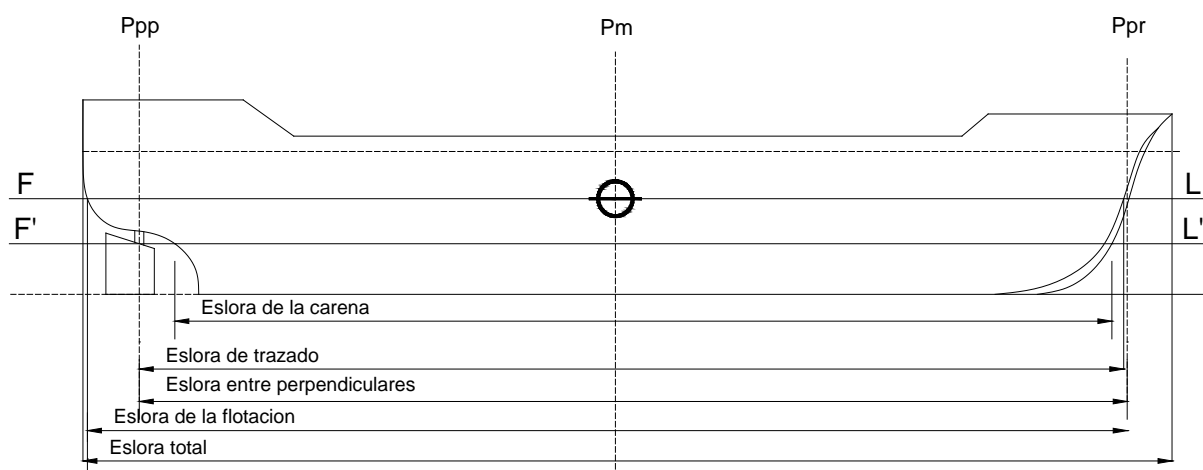 Ppp
Pm
Ppr
F
L
F'
L'
Eslora de la carena
Eslora de trazado
Eslora entre perpendiculares
Eslora de la flotacion
Eslora total